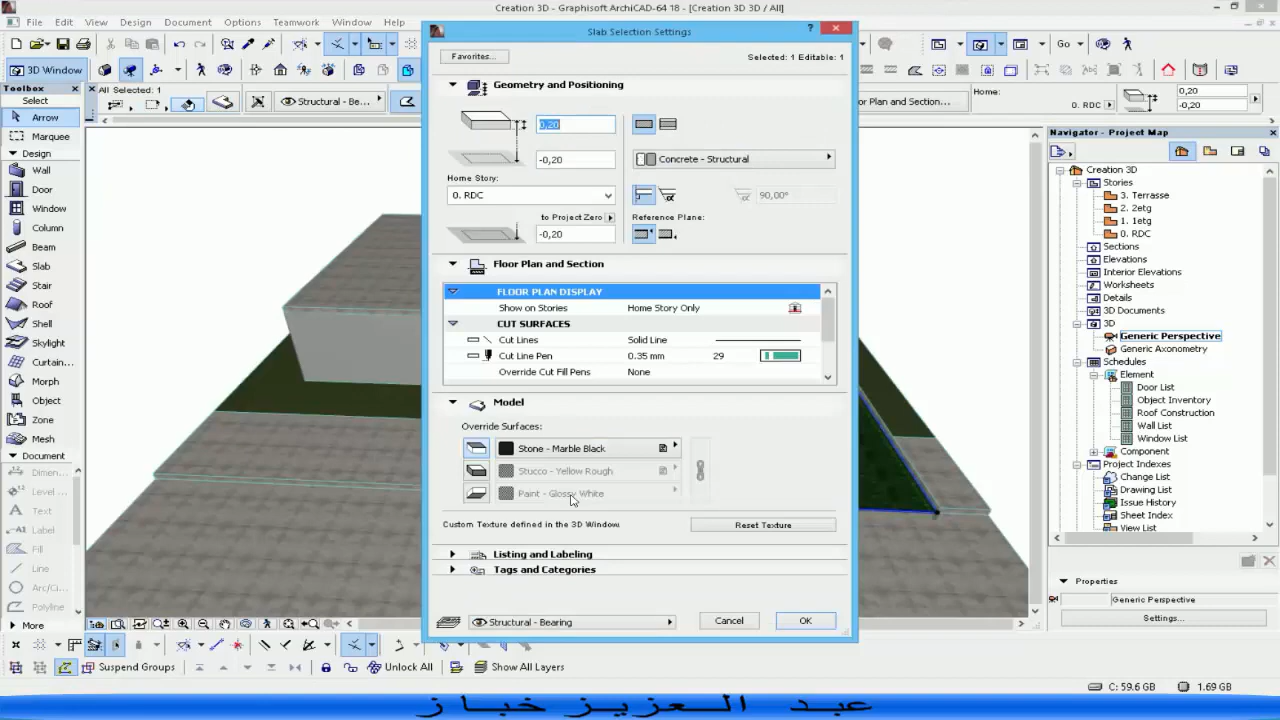 Creation 3D - Graphisoft ArchiCAD-64 18 - [Creation 3D 3D / All]
File Edit View Design Document Options Teamwork Window Help
Go
3D Window
Toolbox
Select
Arrow
Marquee
Design
Wall
Door
Window
Column
Beam
Slab
Stair
Roof
Shell
Skylight
Curtain...
Morph
Object
Zone
Mesh
Document
Dimen...
Level ...
Text
Label
Fill
Line
Arc/Ci...
Polyline
More
All Selected: 1
Structural - Be...
Slab Selection Settings
Favorites...
Selected: 1 Editable: 1
Geometry and Positioning
0,20
-0,20
Concrete - Structural
Home Story:
0. RDC
90,00°
to Project Zero
Reference Plane:
-0,20
Floor Plan and Section
FLOOR PLAN DISPLAY
Show on Stories Home Story Only
CUT SURFACES
Cut Lines Solid Line
Cut Line Pen 0.35 mm 29
Override Cut Fill Pens None
Model
Override Surfaces:
Stone - Marble Black
Stucco - Yellow Rough
Paint - Glossy White
Custom Texture defined in the 3D Window.
Reset Texture
Listing and Labeling
Tags and Categories
Structural - Bearing
Cancel
OK
or Plan and Section...
Home:
0. RDC
0,20
-0,20
Navigator - Project Map
Creation 3D
Stories
3. Terrasse
2. 2etg
1. 1etg
0. RDC
Sections
Elevations
Interior Elevations
Worksheets
Details
3D Documents
3D
Generic Perspective
Generic Axonometry
Schedules
Element
Door List
Object Inventory
Roof Construction
Wall List
Window List
Component
Project Indexes
Change List
Drawing List
Issue History
Sheet Index
View List
Properties
Generic Perspective
Settings...
Suspend Groups
Unlock All
Show All Layers
C: 59.6 GB
1.69 GB
عبد العزيز خباز